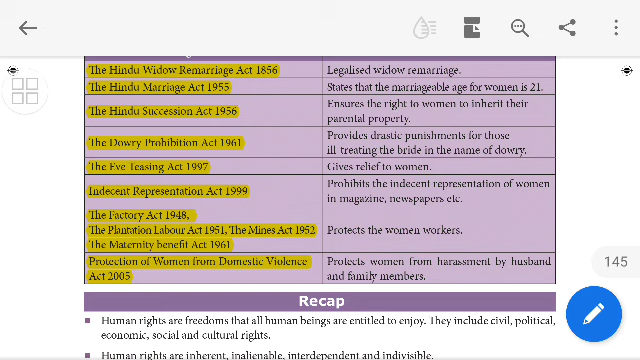 The Hindu Widow Remarriage Act 1856
Legalised widow remarriage.
The Hindu Marriage Act 1955
States that the marriageable age for women is 21.
The Hindu Succession Act 1956
Ensures the right to women to inherit their
parental property.
The Dowry Prohibition Act 1961
Provides drastic punishments for those
ill-treating the bride in the name of dowry.
The Eve Teasing Act 1997
Gives relief to women.
Indecent Representation Act 1999
Prohibits the indecent representation of women
in magazine, newspapers etc.
The Factory Act 1948,
The Plantation Labour Act 1951, The Mines Act 1952
The Maternity benefit Act 1961
Protects the women workers.
Protection of Women from Domestic Violence
Act 2005
Protects women from harassment by husband
and family members.
145
Recap
Human rights are freedoms that all human beings are entitled to enjoy. They include civil, political,
economic, social and cultural rights.
Human rights are inherent, inalienable, interdependent and indivisible.